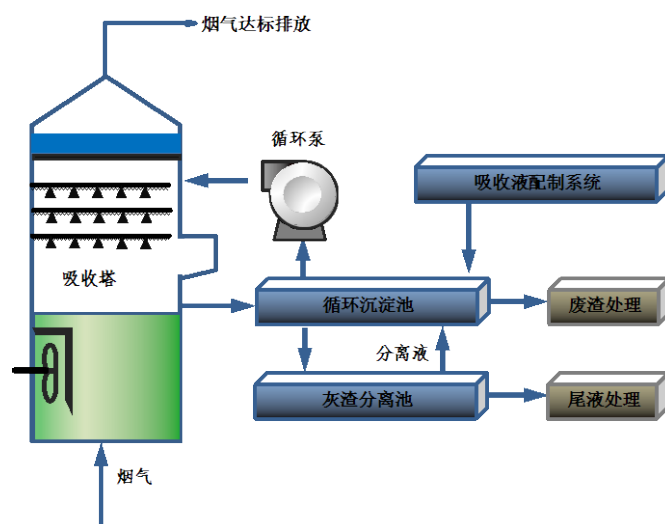 烟气达标排放
循环泵
吸收液配制系统
吸收塔
循环沉淀池
废渣处理
分离液
灰渣分离池
尾液处理
烟气